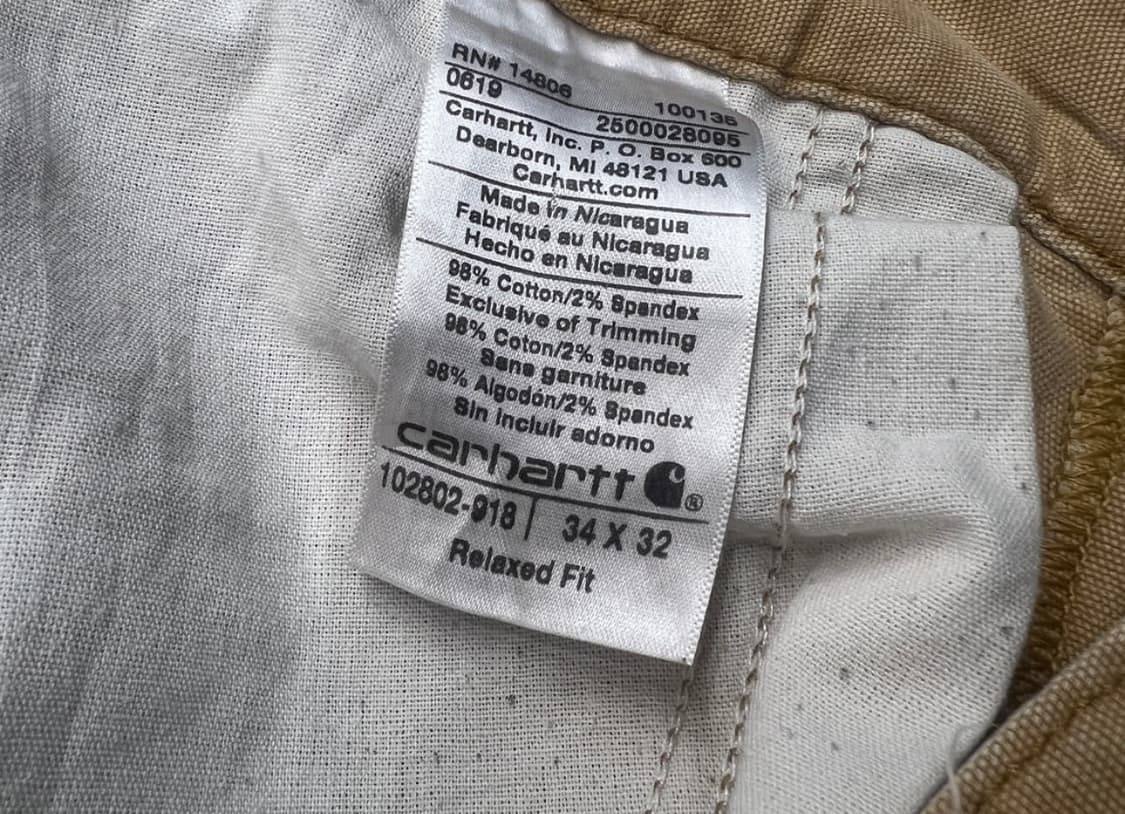 RN# 14806
100135
0619
2500028095
Carhartt, Inc. P. O. Box 600
Dearborn, MI 48121 USA
Carhartt.com
Made in Nicaragua
Fabriqué au Nicaragua
Hecho en Nicaragua
98% Cotton/2% Spandex
Exclusive of Trimming
98% Coton/2% Spandex
Sans garniture
98% Algodón/2% Spandex
Sin incluir adorno
carhartt ®
102802-918 34 X 32
Relaxed Fit